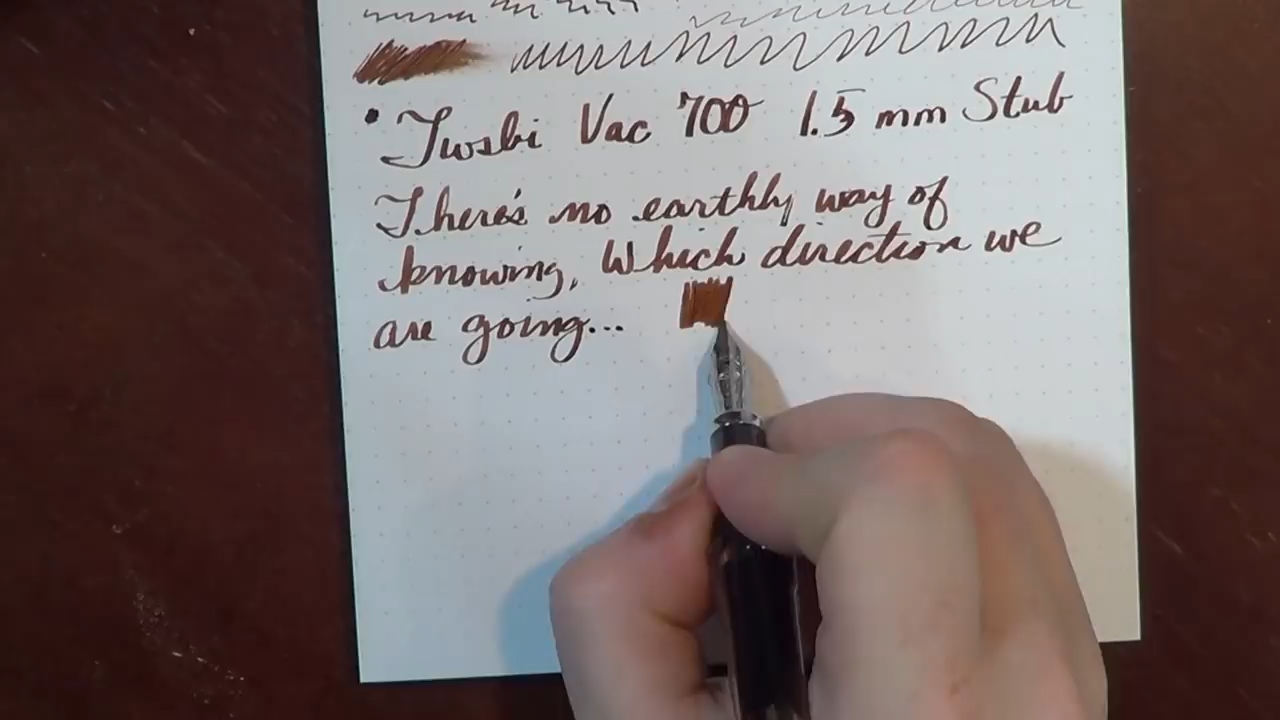 • Twsbi Vac 700 1.5 mm Stub
There's no earthly way of
knowing, Which direction we
are going...